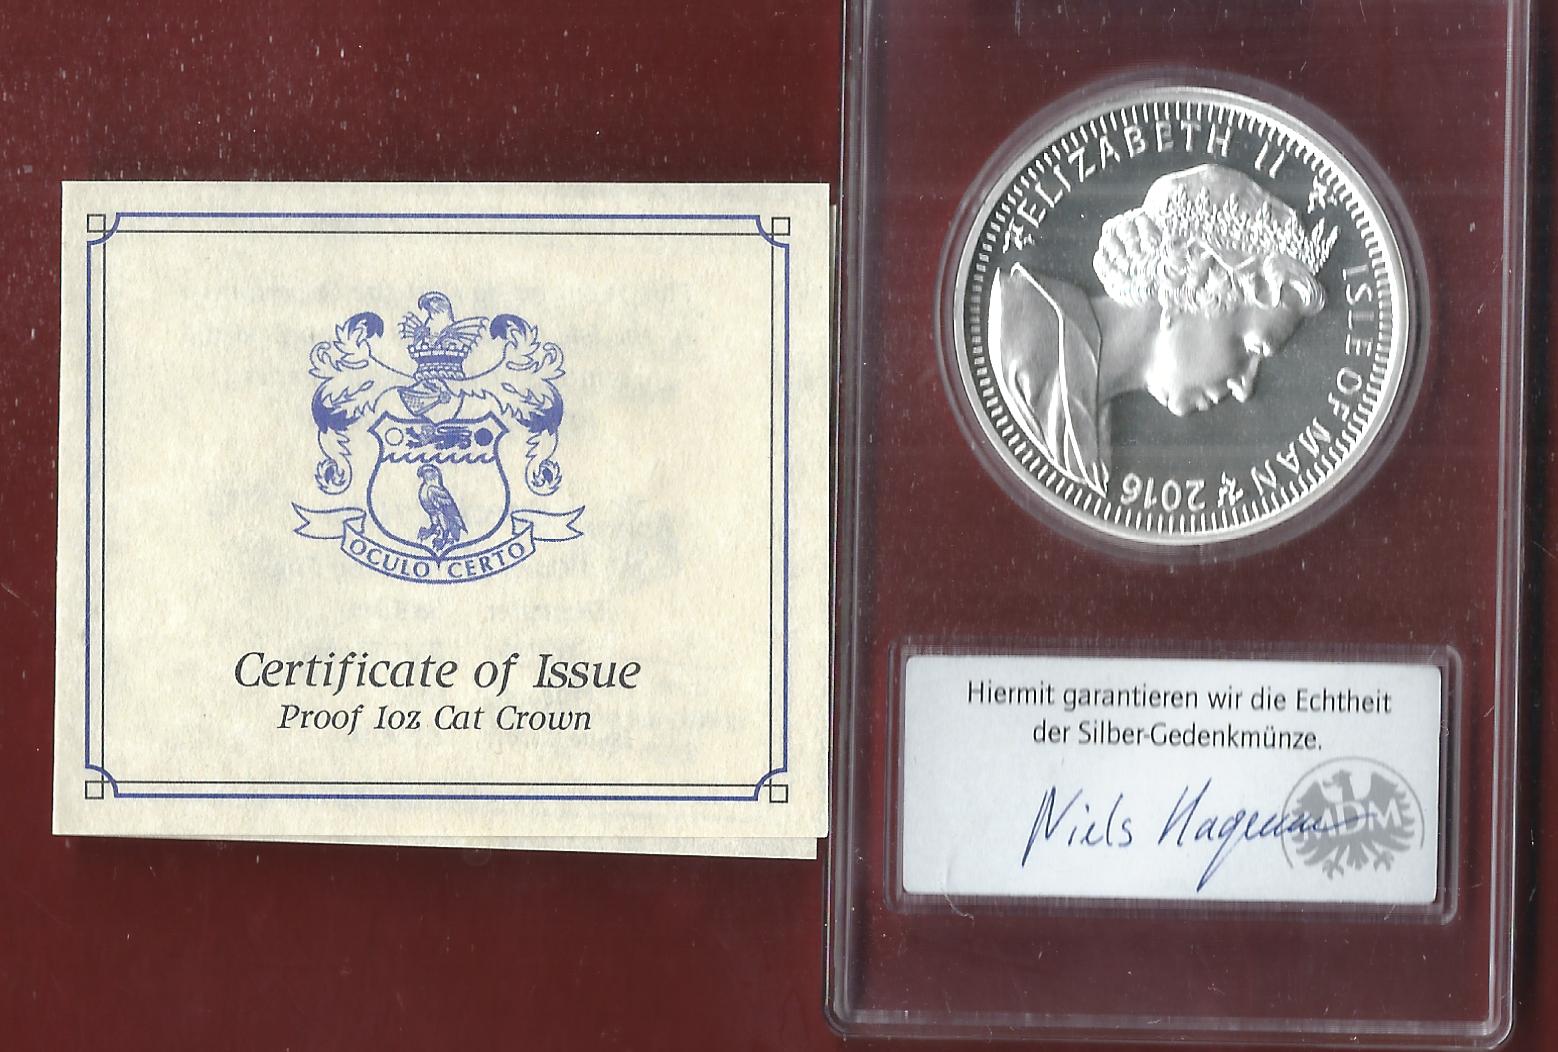 OCULO CERTO
Certificate of Issue
Proof 1oz Cat Crown
ELIZABETH II
ISLE OF MAN
2016
Hiermit garantieren wir die Echtheit
der Silber-Gedenkmünze.
Niels
ADM